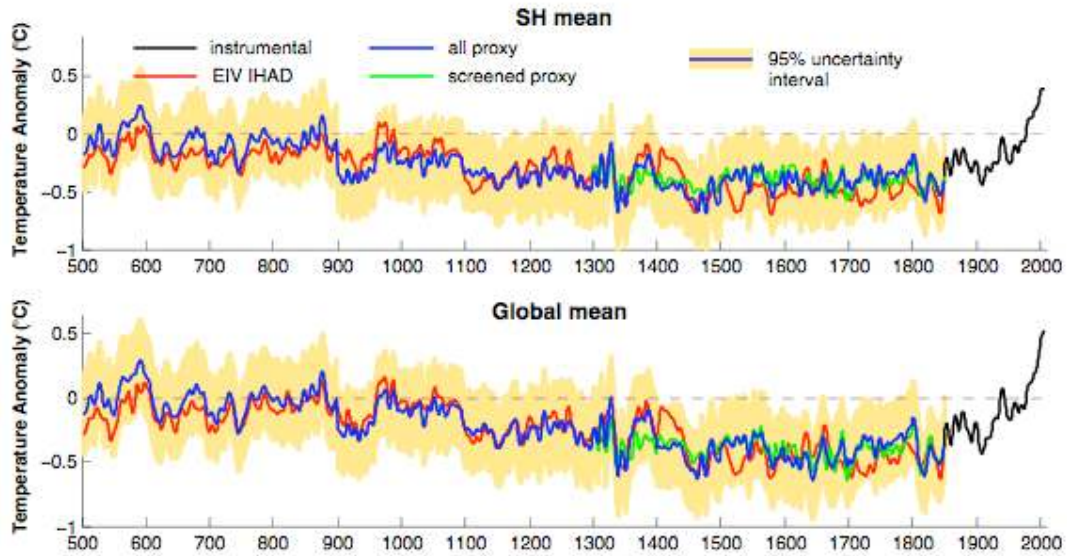 SH mean
instrumental
all proxy
95% uncertainty
interval
EIV IHAD
screened proxy
Temperature Anomaly (°C)
0.5
0
−0.5
−1
500 600 700 800 900 1000 1100 1200 1300 1400 1500 1600 1700 1800 1900 2000
Global mean
Temperature Anomaly (°C)
0.5
0
−0.5
−1
500 600 700 800 900 1000 1100 1200 1300 1400 1500 1600 1700 1800 1900 2000